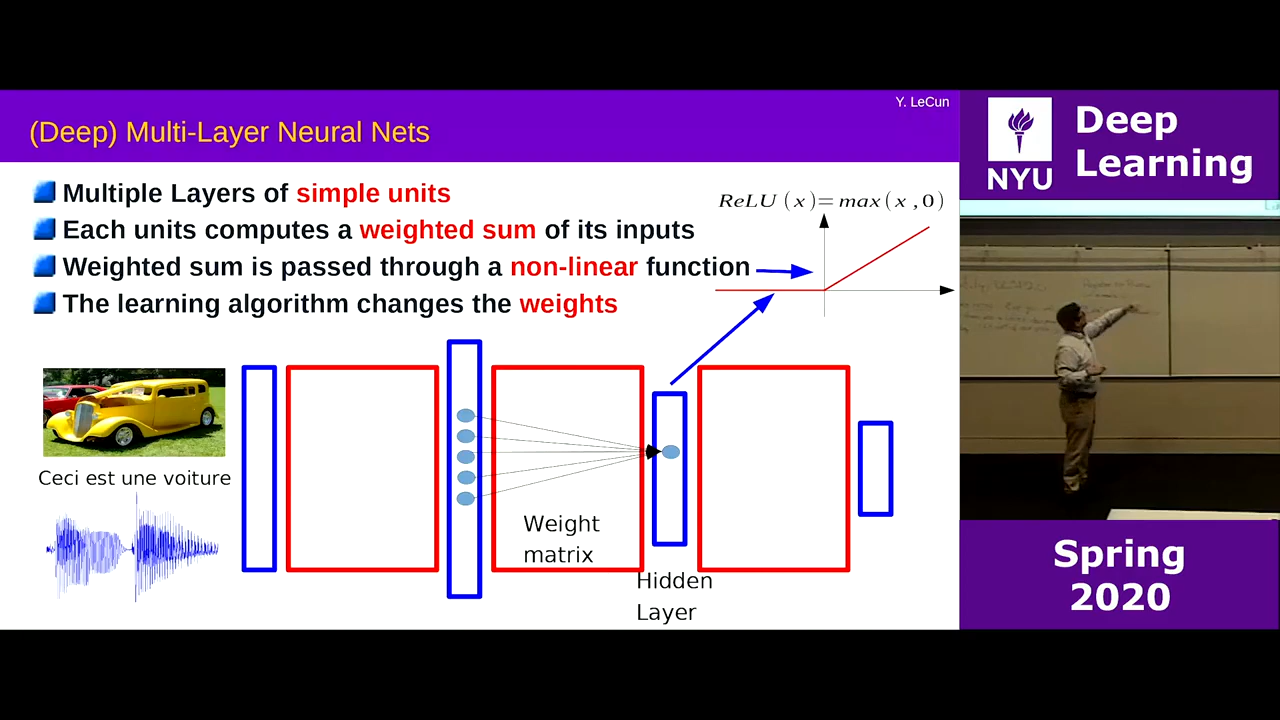 Y. LeCun
(Deep) Multi-Layer Neural Nets
Multiple Layers of simple units
Each units computes a weighted sum of its inputs
Weighted sum is passed through a non-linear function
The learning algorithm changes the weights
ReLU (x)=max(x ,0)
Ceci est une voiture
Weight
matrix
Hidden
Layer
NYU
Deep
Learning
Spring
2020